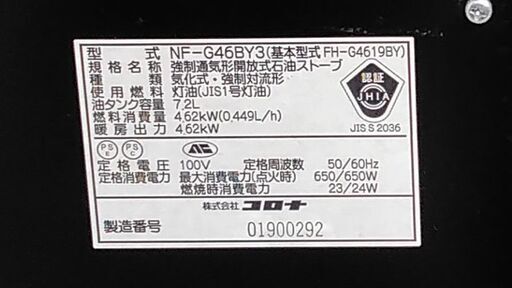 型式 NF-G46BY3(基本型式FH-G4619BY)
規格名称 強制通気形開放式石油ストーブ
種類 気化式・強制対流形
使用燃料 灯油(JIS1号灯油)
油タンク容量 7.2L
燃料消費量 4.62kW(0.449L/h)
暖房出力 4.62kW
認証
JHIA
JIS S 2036
PS E
PS C
定格電圧 100V 定格周波数 50/60Hz
定格消費電力 最大消費電力(点火時) 650/650W
燃焼時消費電力 23/24W
株式会社 コロナ
製造番号 01900292